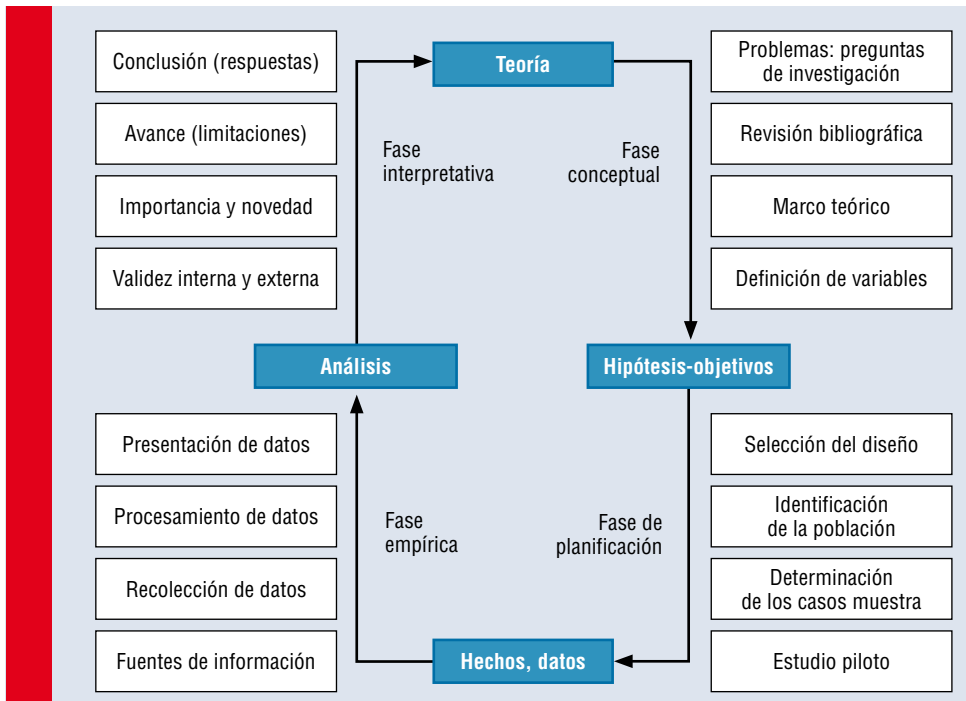 Conclusión (respuestas)
Avance (limitaciones)
Importancia y novedad
Validez interna y externa
Teoría
Fase
interpretativa
Fase
conceptual
Problemas: preguntas
de investigación
Revisión bibliográfica
Marco teórico
Definición de variables
Análisis
Hipótesis-objetivos
Presentación de datos
Procesamiento de datos
Recolección de datos
Fuentes de información
Fase
empírica
Fase de
planificación
Hechos, datos
Selección del diseño
Identificación
de la población
Determinación
de los casos muestra
Estudio piloto